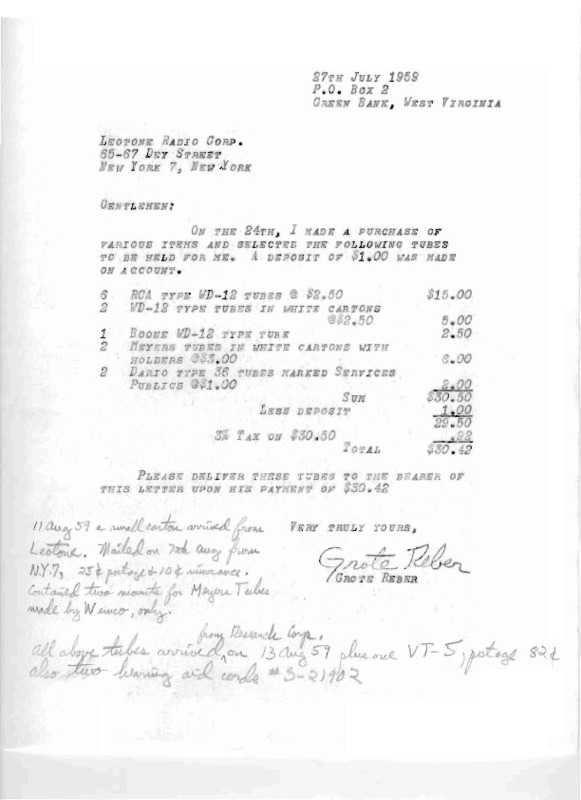 27TH JULY 1959
P.O. BOX 2
GREEN BANK, WEST VIRGINIA
LEOTONE RADIO CORP.
65-67 DEY STREET
NEW YORK 7, NEW YORK
GENTLEMEN:
ON THE 24TH, I MADE A PURCHASE OF
VARIOUS ITEMS AND SELECTED THE FOLLOWING TUBES
TO BE HELD FOR ME. A DEPOSIT OF $1.00 WAS MADE
ON ACCOUNT.
6 RCA TYPE WD-12 TUBES @ $2.50 $15.00
2 WD-12 TYPE TUBES IN WHITE CARTONS
@$2.50 5.00
1 BOONE WD-12 TYPE TUBE 2.50
2 MEYERS TUBES IN WHITE CARTONS WITH
HOLDERS @$3.00 6.00
2 DARIO TYPE 36 TUBES MARKED SERVICES
PUBLICS @$1.00 2.00
SUM $30.50
LESS DEPOSIT 1.00
29.50
3% TAX ON $30.50 .92
TOTAL $30.42
PLEASE DELIVER THESE TUBES TO THE BEARER OF
THIS LETTER UPON HIS PAYMENT OF $30.42
VERY TRULY YOURS,
Grote Reber
GROTE REBER
11 Aug 59 a small carton arrived from
Leotone. Mailed on 7th Aug from
N.Y.7, 25¢ postage & 10¢ insurance.
Contained two mounts for Meyers Tubes
made by Wimco, only.
from Research Corp.
all above tubes arrived, on 13 Aug 59 plus one VT-5, potage 82¢
also two hearing aid cords #S-21902